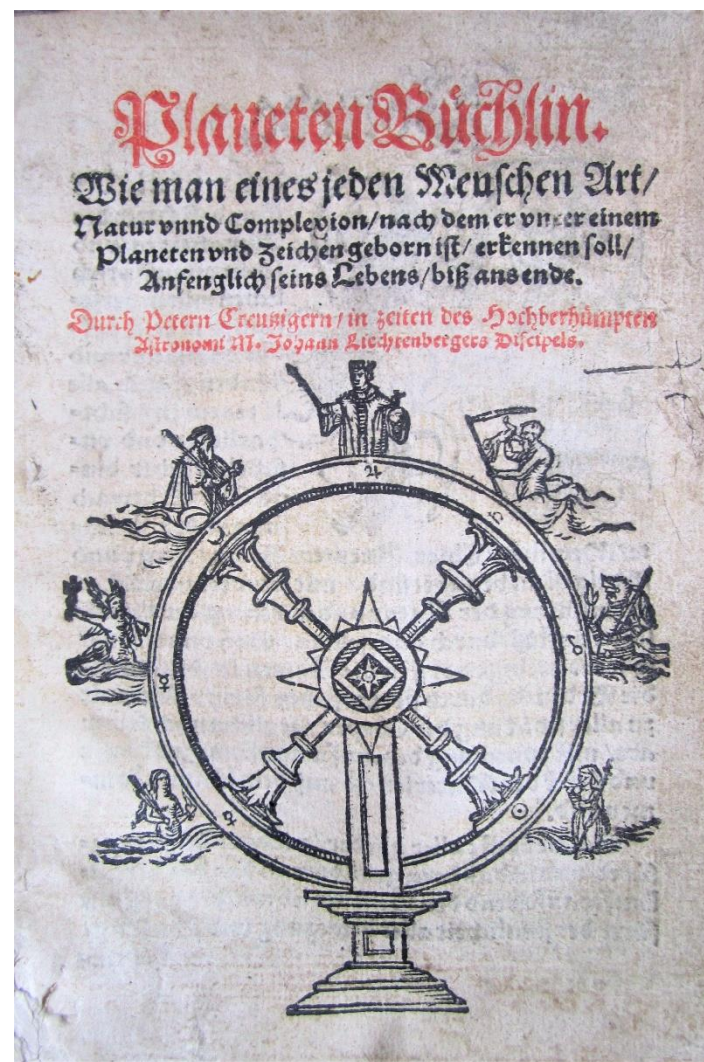 Planeten Büchlin.
Wie man eines jeden Menschen Art/
Natur vnnd Complexion/nach dem er vnter einem
Planeten vnd Zeichen geborn ist/ erkennen soll/
Anfenglich seins Lebens/biß ans ende.
Durch Petern Creutzigern/in zeiten des Hochberhümpten
Astronomi M. Johann Liechtenbergers Discipels.
♃
☾ ♄
☿ ♂
♀ ☉